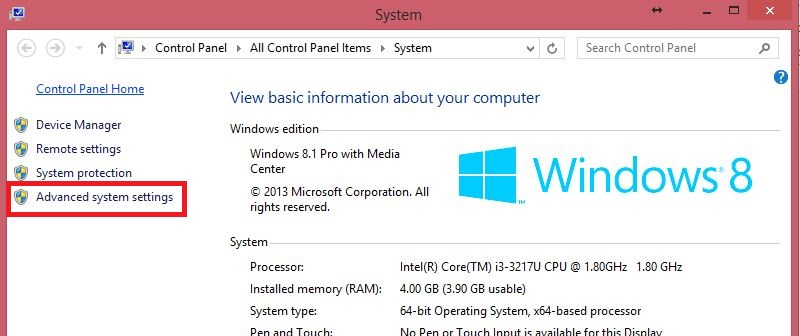 System
Control Panel All Control Panel Items System
Search Control Panel
Control Panel Home
Device Manager
Remote settings
System protection
Advanced system settings
View basic information about your computer
Windows edition
Windows 8.1 Pro with Media
Center
© 2013 Microsoft Corporation. All
rights reserved.
Windows® 8
System
Processor: Intel(R) Core(TM) i3-3217U CPU @ 1.80GHz 1.80 GHz
Installed memory (RAM): 4.00 GB (3.90 GB usable)
System type: 64-bit Operating System, x64-based processor
Pen and Touch: No Pen or Touch Input is available for this Display